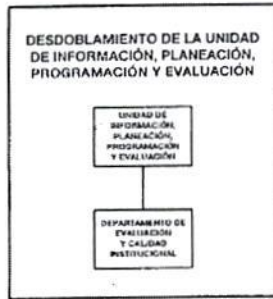 DESDOBLAMIENTO DE LA UNIDAD
DE INFORMACIÓN, PLANEACIÓN,
PROGRAMACIÓN Y EVALUACIÓN
UNIDAD DE
INFORMACIÓN,
PLANEACIÓN,
PROGRAMACIÓN
Y EVALUACIÓN
DEPARTAMENTO DE
EVALUACIÓN
Y CALIDAD
INSTITUCIONAL